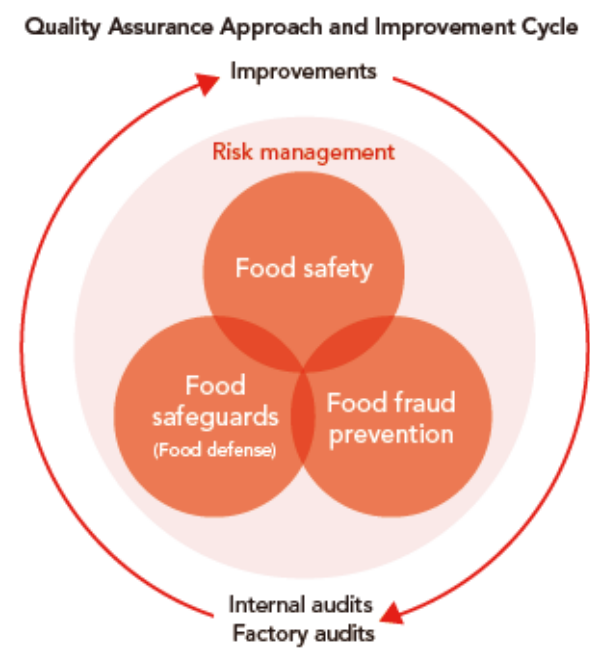 Quality Assurance Approach and Improvement Cycle
Improvements
Risk management
Food safety
Food
safeguards
(Food defense)
Food fraud
prevention
Internal audits
Factory audits